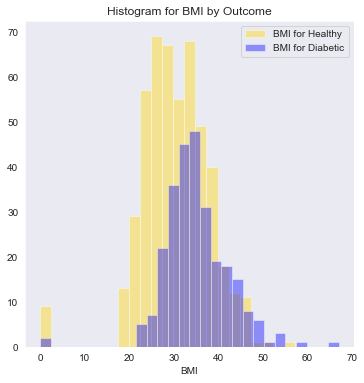 Histogram for BMI by Outcome
BMI for Healthy
BMI for Diabetic
70
60
50
40
30
20
10
0
0 10 20 30 40 50 60 70
BMI